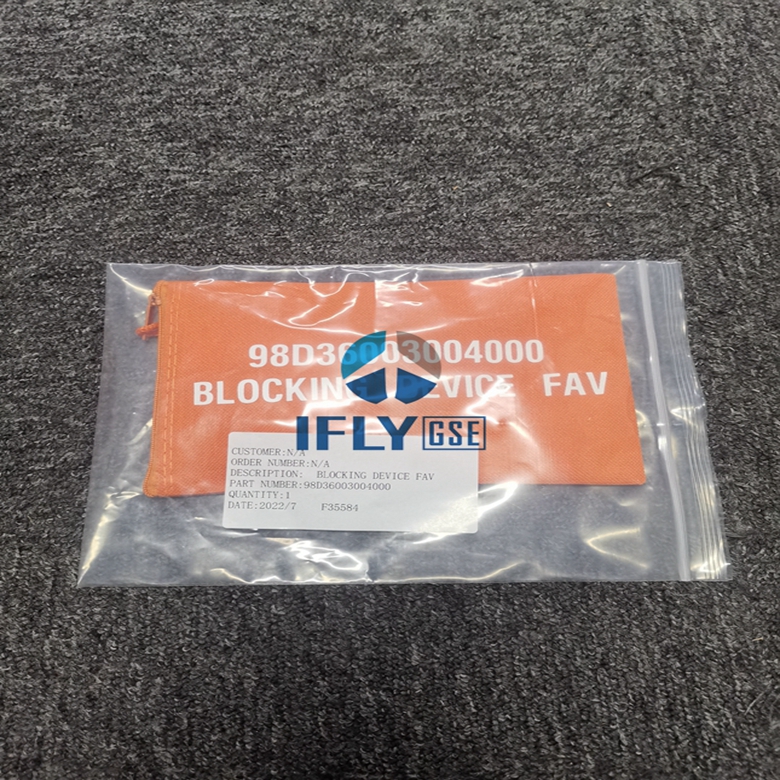 98D36003004000
BLOCKING DEVICE FAV
IFLY GSE
CUSTOMER:N/A
ORDER NUMBER:N/A
DESCRIPTION: BLOCKING DEVICE FAV
PART NUMBER:98D36003004000
QUANTITY:1
DATE:2022/7 F35584